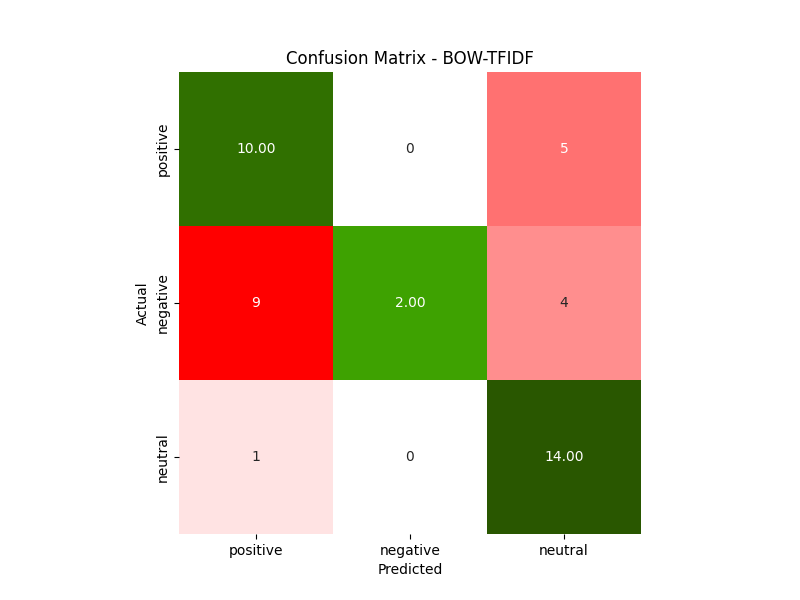 Confusion Matrix - BOW-TFIDF
Actual
positive
10.00 0 5
negative
9 2.00 4
neutral
1 0 14.00
positive negative neutral
Predicted